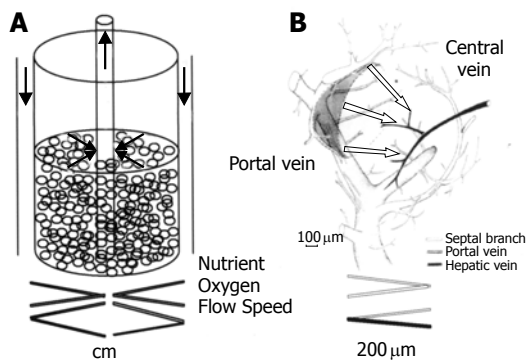 A
B
Central
vein
Portal vein
100 μm
Septal branch
Portal vein
Hepatic vein
Nutrient
Oxygen
Flow Speed
cm
200 μm